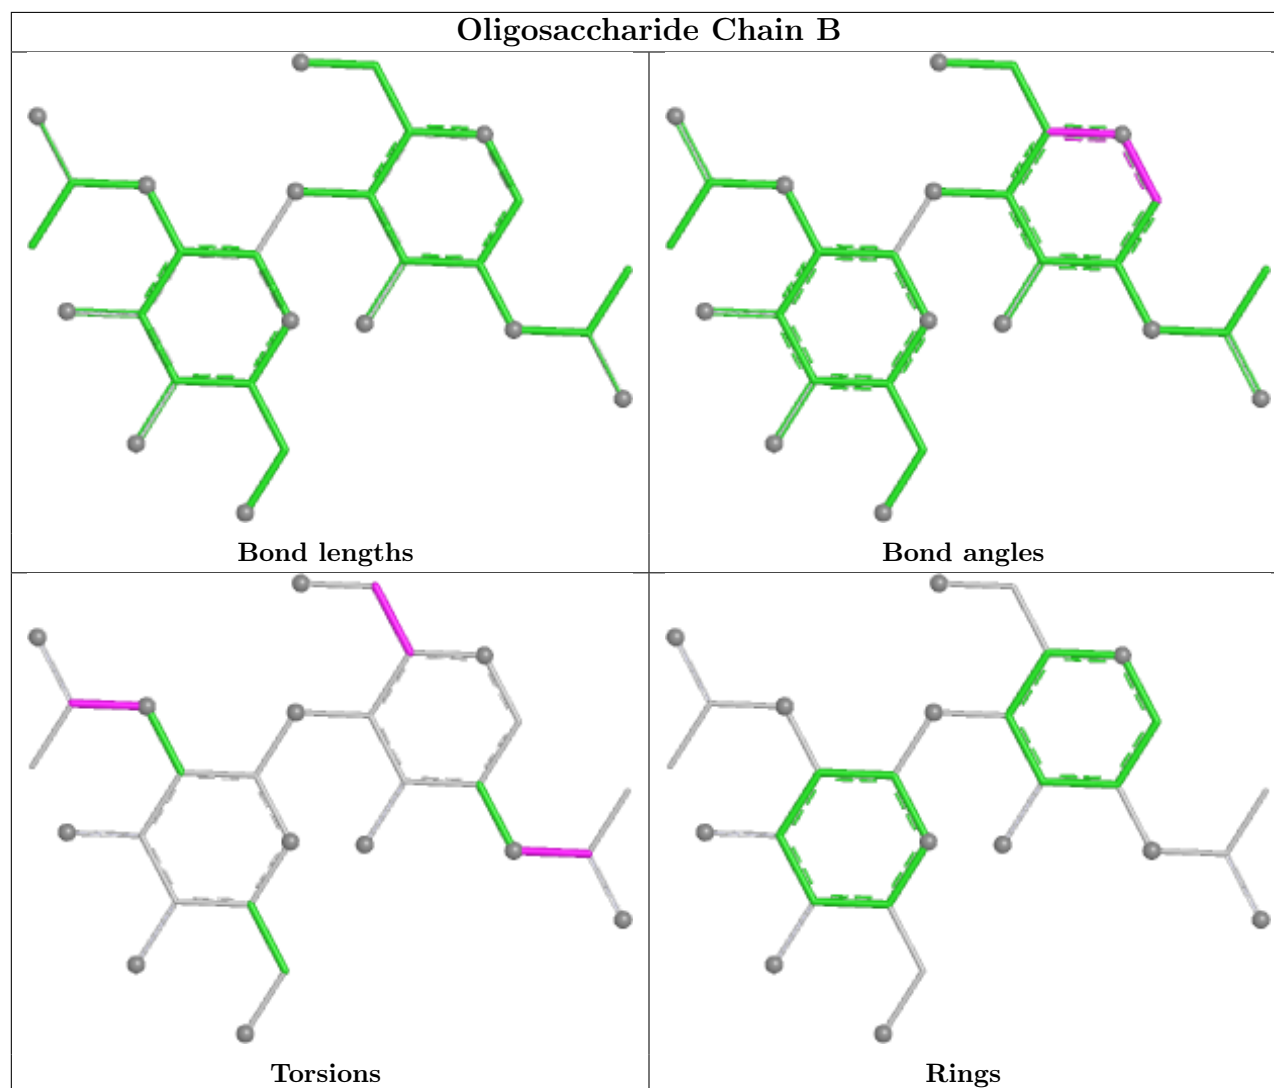 Oligosaccharide Chain B
Bond lengths
Bond angles
Torsions
Rings